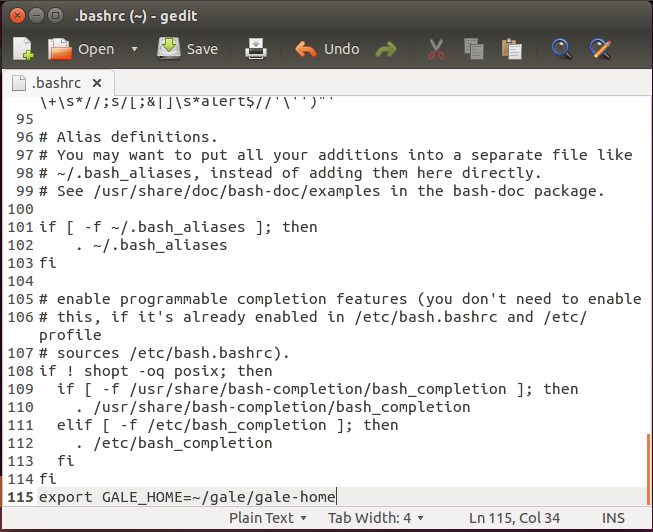 .bashrc (~) - gedit
Open Save Undo
.bashrc ×
\+\s*//;s/[;&|]\s*alert$//'\'')"'
95
96 # Alias definitions.
97 # You may want to put all your additions into a separate file like
98 # ~/.bash_aliases, instead of adding them here directly.
99 # See /usr/share/doc/bash-doc/examples in the bash-doc package.
100
101 if [ -f ~/.bash_aliases ]; then
102     . ~/.bash_aliases
103 fi
104
105 # enable programmable completion features (you don't need to enable
106 # this, if it's already enabled in /etc/bash.bashrc and /etc/
profile
107 # sources /etc/bash.bashrc).
108 if ! shopt -oq posix; then
109   if [ -f /usr/share/bash-completion/bash_completion ]; then
110     . /usr/share/bash-completion/bash_completion
111   elif [ -f /etc/bash_completion ]; then
112     . /etc/bash_completion
113   fi
114 fi
115 export GALE_HOME=~/gale/gale-home
Plain Text Tab Width: 4 Ln 115, Col 34 INS